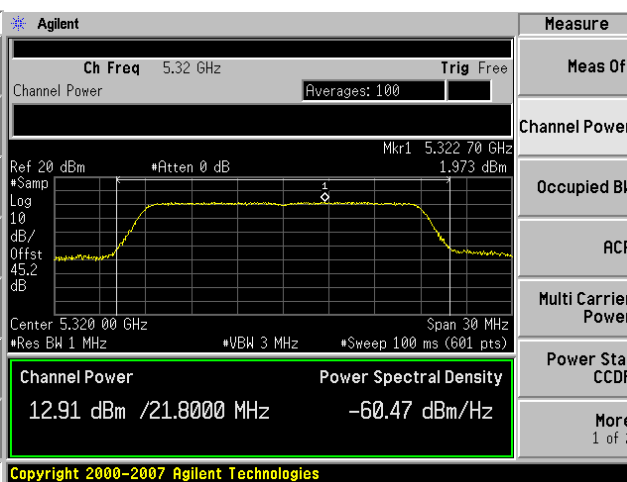 Agilent
Measure
Ch Freq 5.32 GHz Trig Free
Meas Of
Channel Power Averages: 100
Channel Power
Mkr1 5.322 70 GHz
Ref 20 dBm #Atten 0 dB 1.973 dBm
#Samp
Log
10
dB/
Offst
45.2
dB
1
Occupied BW
ACP
Multi Carrier
Power
Center 5.320 00 GHz Span 30 MHz
#Res BW 1 MHz #VBW 3 MHz #Sweep 100 ms (601 pts)
Power Sta
CCDF
Channel Power Power Spectral Density
12.91 dBm /21.8000 MHz -60.47 dBm/Hz
More
1 of 2
Copyright 2000-2007 Agilent Technologies